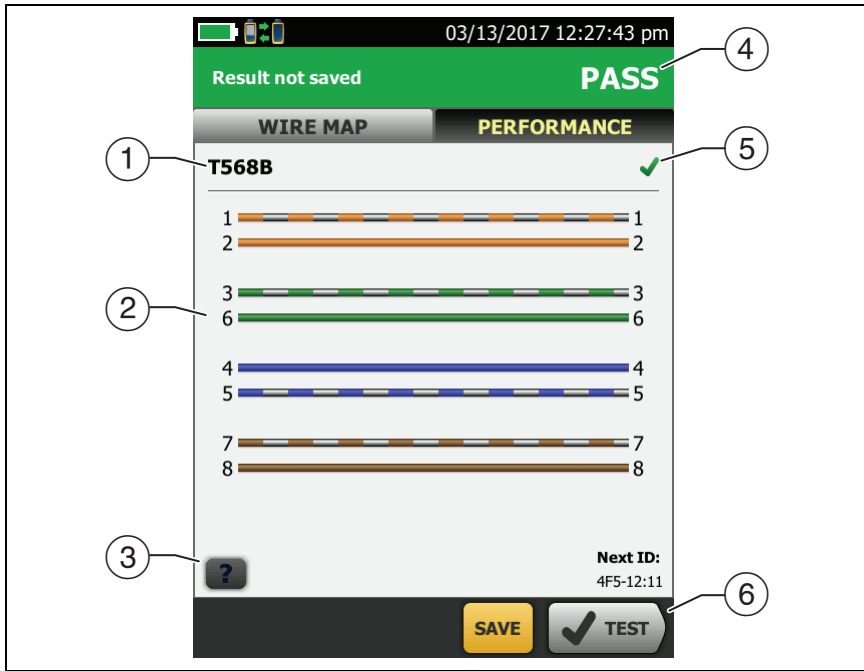 03/13/2017 12:27:43 pm
4
Result not saved
PASS
WIRE MAP
PERFORMANCE
5
1
T568B
1 1
2 2
3 3
2
6 6
4 4
5 5
7 7
8 8
3
?
Next ID:
4F5-12:11
6
SAVE
TEST